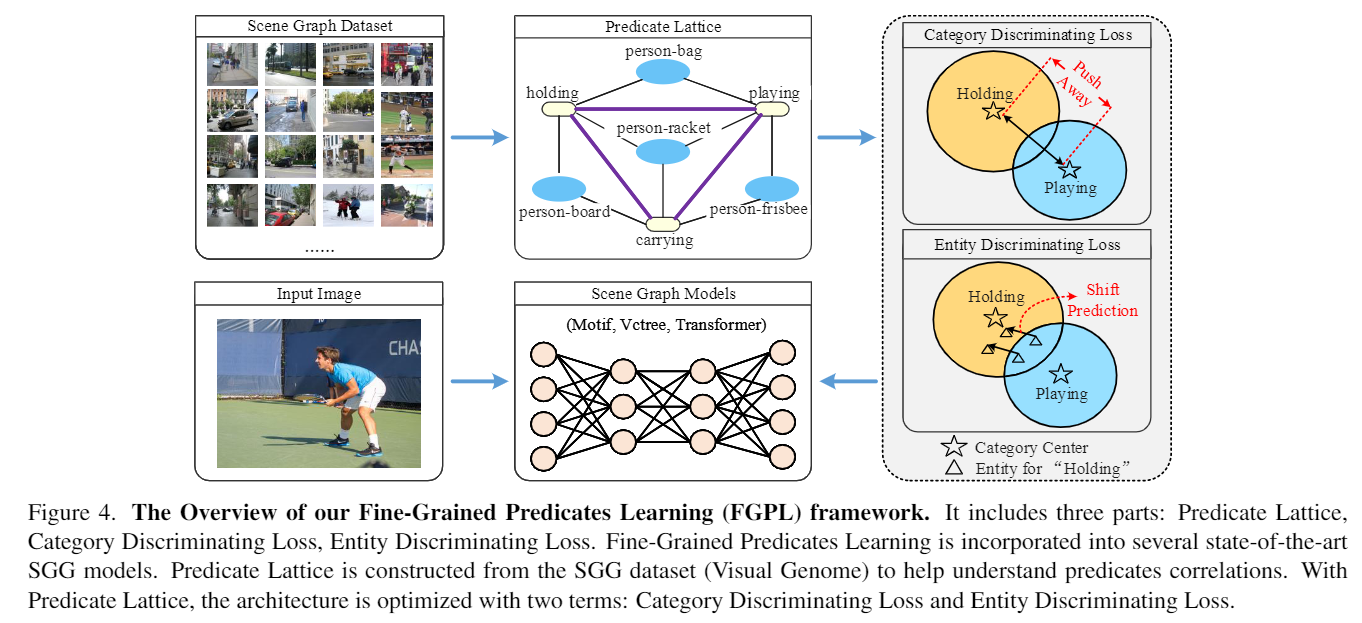 Scene Graph Dataset
......
Predicate Lattice
person-bag
holding
playing
person-racket
person-board
person-frisbee
carrying
Category Discriminating Loss
Holding
Push
Away
Playing
Entity Discriminating Loss
Holding
Shift
Prediction
Playing
Category Center
Entity for “Holding”
Input Image
CHAS
Scene Graph Models
(Motif, Vctree, Transformer)
Figure 4. The Overview of our Fine-Grained Predicates Learning (FGPL) framework. It includes three parts: Predicate Lattice,
Category Discriminating Loss, Entity Discriminating Loss. Fine-Grained Predicates Learning is incorporated into several state-of-the-art
SGG models. Predicate Lattice is constructed from the SGG dataset (Visual Genome) to help understand predicates correlations. With
Predicate Lattice, the architecture is optimized with two terms: Category Discriminating Loss and Entity Discriminating Loss.